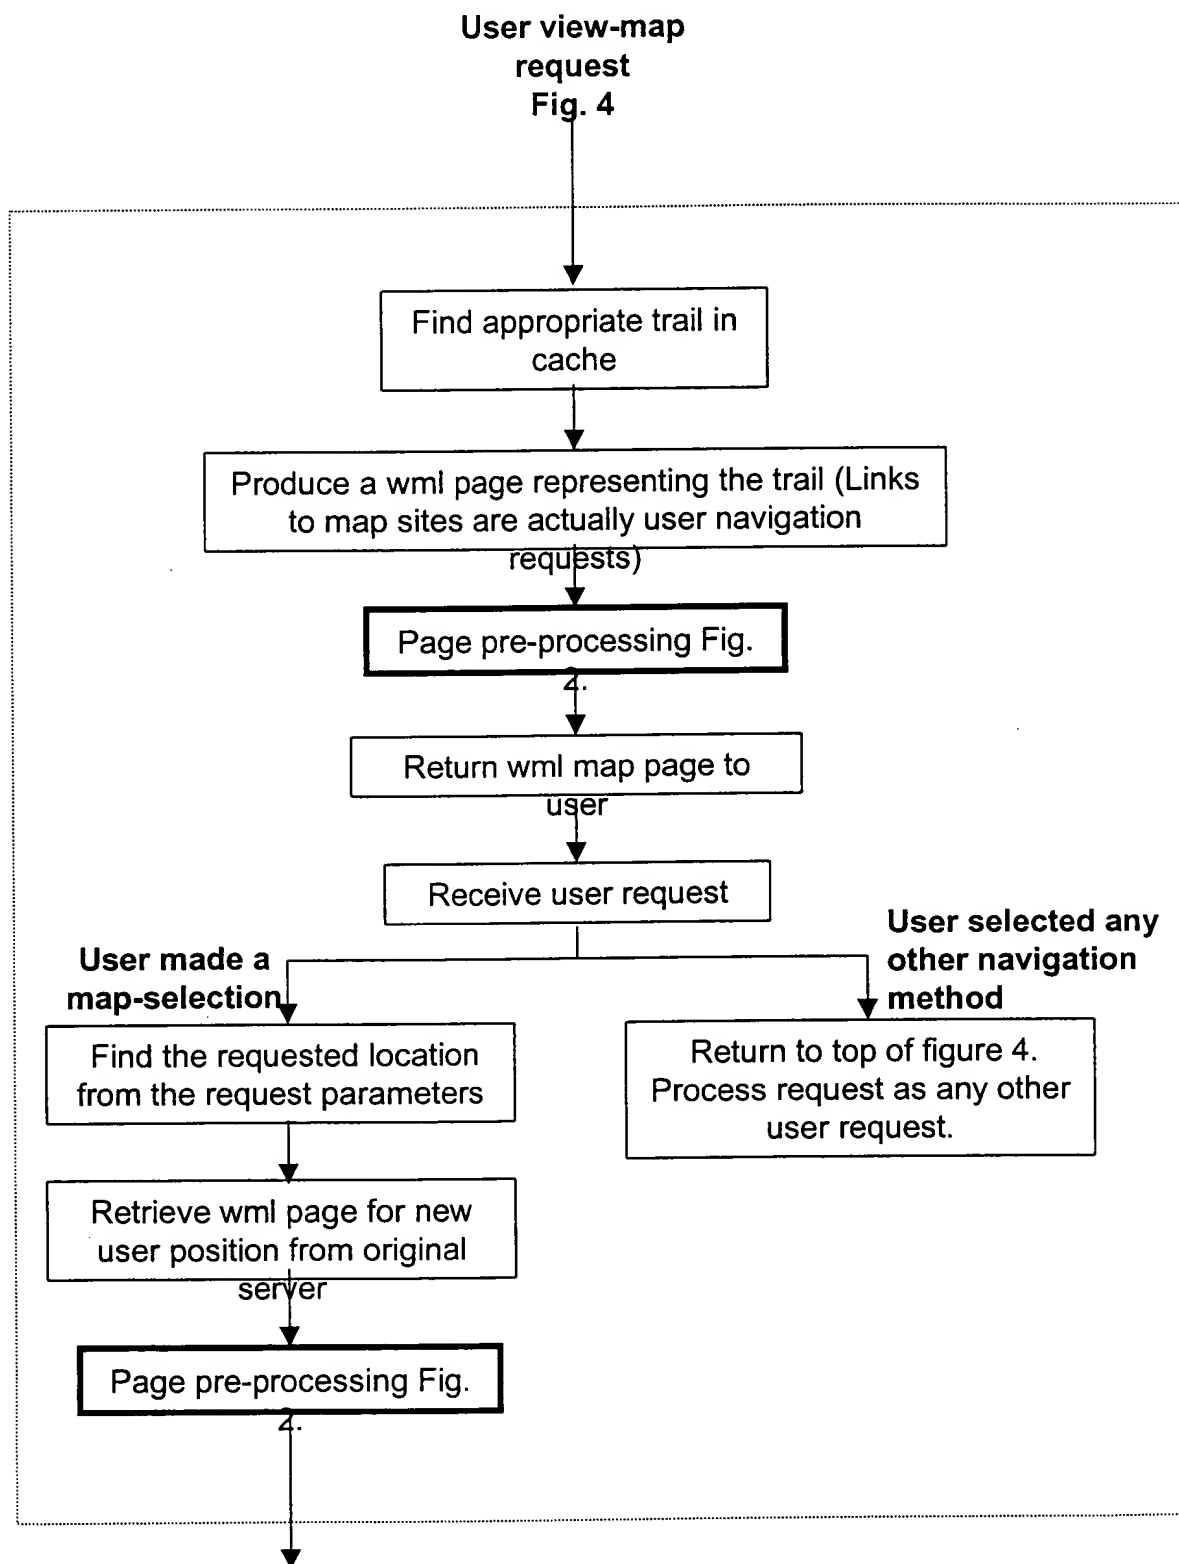 User view-map
request
Fig. 4
Find appropriate trail in
cache
Produce a wml page representing the trail (Links
to map sites are actually user navigation
requests)
Page pre-processing Fig.
2.
Return wml map page to
user
Receive user request
User made a
map-selection
User selected any
other navigation
method
Find the requested location
from the request parameters
Return to top of figure 4.
Process request as any other
user request.
Retrieve wml page for new
user position from original
server
Page pre-processing Fig.
2.